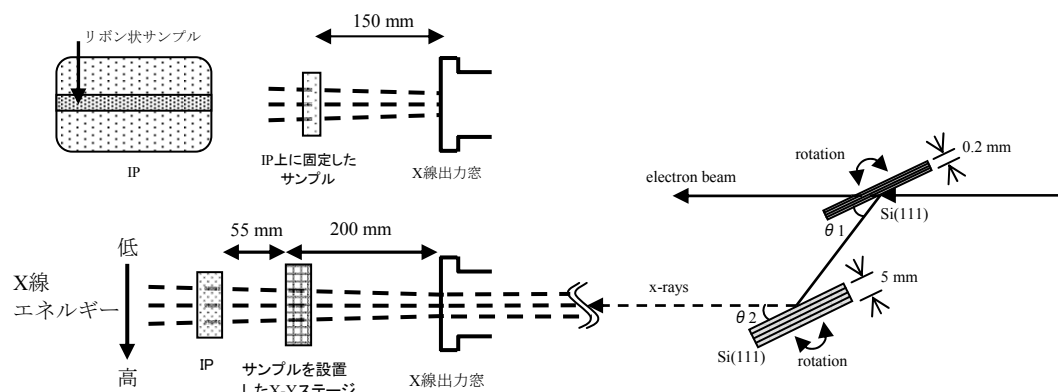 リボン状サンプル
IP
150 mm
IP上に固定した
サンプル
X線出力窓
低
X線
エネルギー
高
55 mm
200 mm
IP
サンプルを設置
したX-Yステージ
X線出力窓
rotation
0.2 mm
electron beam
Si(111)
θ1
x-rays
5 mm
θ2
Si(111)
rotation